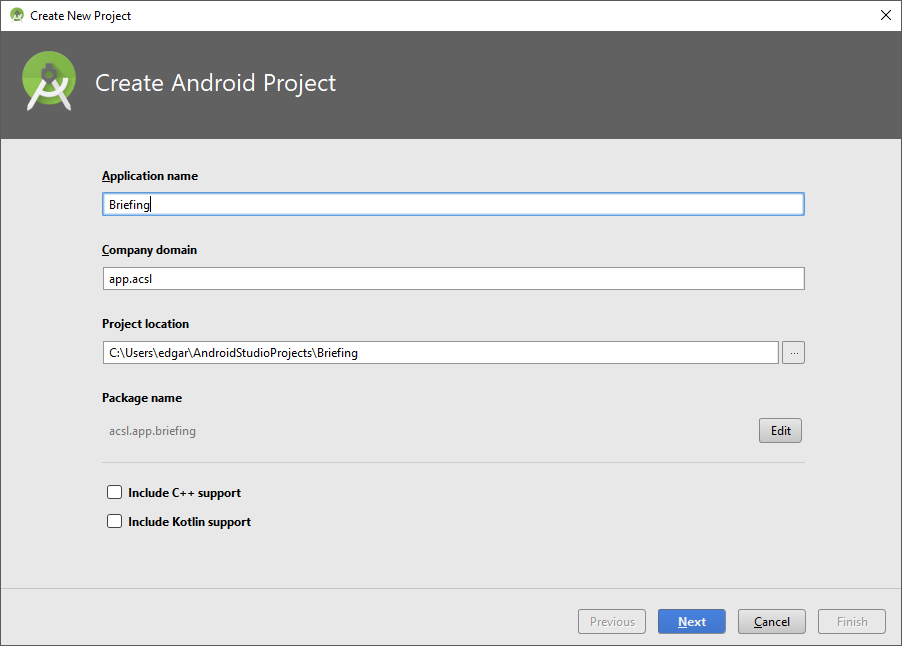 Create New Project
Create Android Project
Application name
Briefing
Company domain
app.acsl
Project location
C:\Users\edgar\AndroidStudioProjects\Briefing
...
Package name
acsl.app.briefing
Edit
Include C++ support
Include Kotlin support
Previous Next Cancel Finish